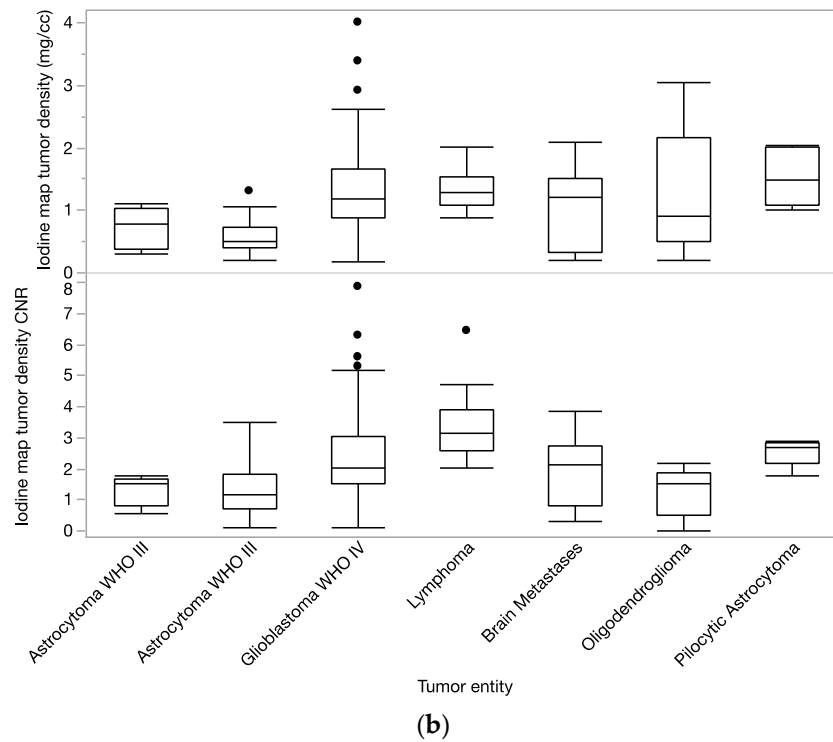 Iodine map tumor density (mg/cc)
4
3
2
1
0
Iodine map tumor density CNR
8
7
6
5
4
3
2
1
0
Astrocytoma WHO III
Astrocytoma WHO III
Glioblastoma WHO IV
Lymphoma
Brain Metastases
Oligodendroglioma
Pilocytic Astrocytoma
Tumor entity
(b)